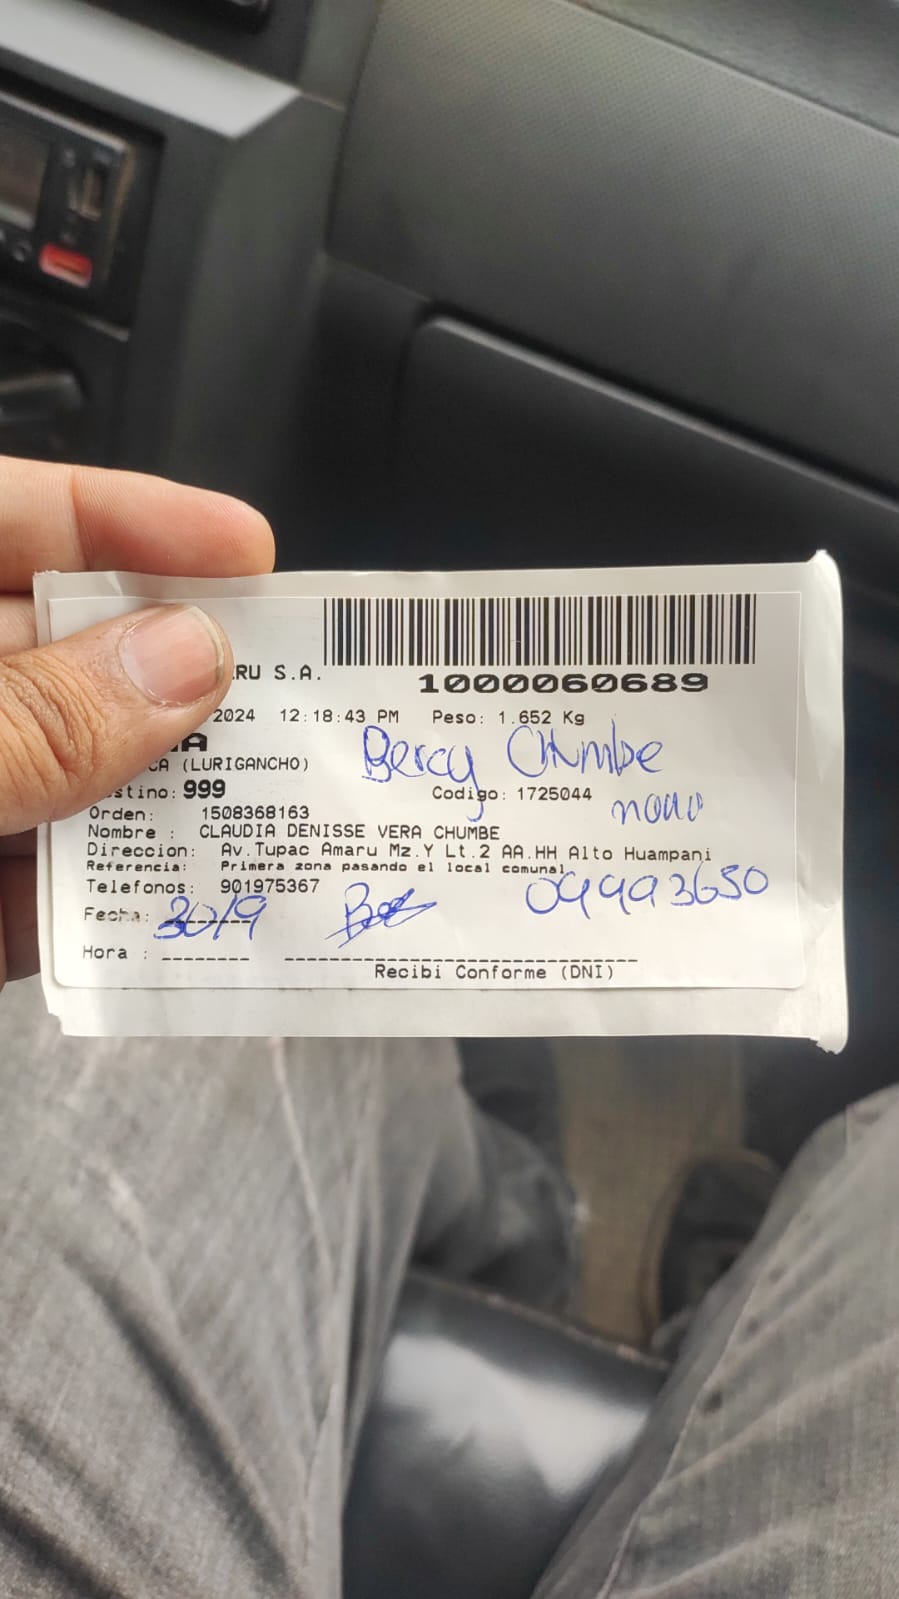 RU S.A.
1000060689
2024 12:18:43 PM Peso: 1.652 Kg
A
CA (LURIGANCHO)
Bercy Chumbe
stino: 999
Codigo: 1725044
Orden: 1508368163
Nombre : CLAUDIA DENISSE VERA CHUMBE
Direccion: Av.Tupac Amaru Mz.Y Lt.2 AA.HH Alto Huampani
Referencia: Primera zona pasando el local comunal
Telefonos: 901975367
09993650
Fecha: 30/9
Hora :
Recibi Conforme (DNI)